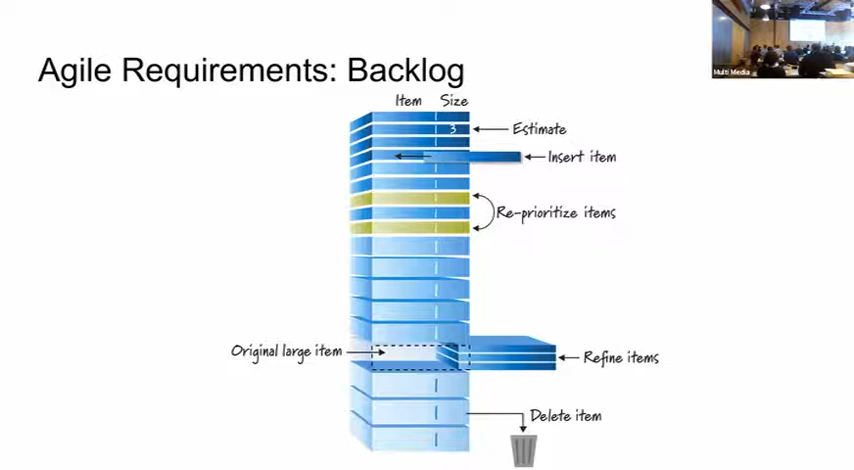 Agile Requirements: Backlog
Multi Media
Item Size
3
Estimate
Insert item
Re-prioritize items
Original large item
Refine items
Delete item